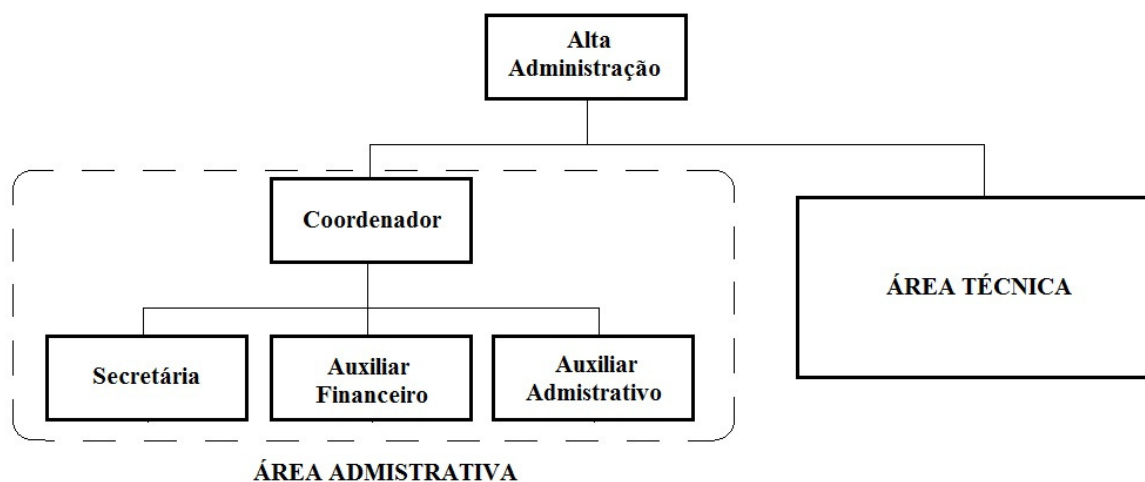 Alta
Administração
Coordenador
ÁREA TÉCNICA
Secretária
Auxiliar
Financeiro
Auxiliar
Admistrativo
ÁREA ADMISTRATIVA